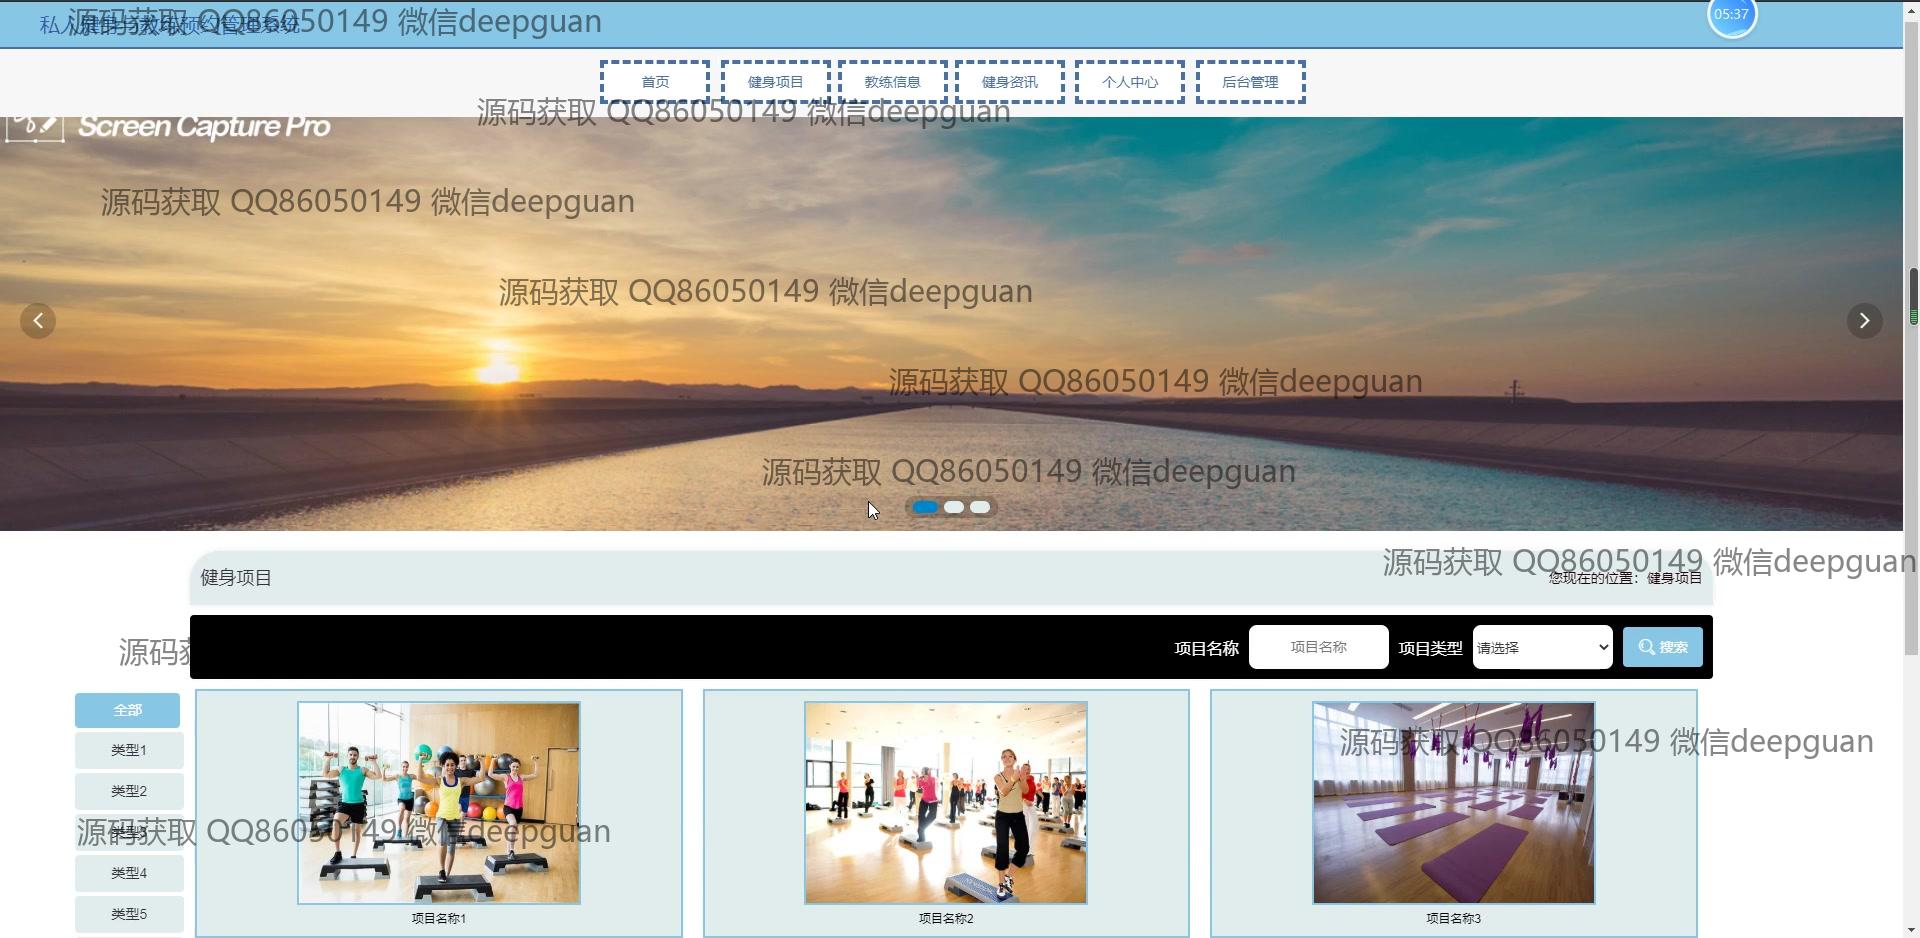 私人健身与教练预约管理系统
源码获取 QQ86050149 微信deepguan
05:37
首页 健身项目 教练信息 健身资讯 个人中心 后台管理
源码获取 QQ86050149 微信deepguan
Screen Capture Pro
源码获取 QQ86050149 微信deepguan
源码获取 QQ86050149 微信deepguan
源码获取 QQ86050149 微信deepguan
源码获取 QQ86050149 微信deepguan
源码获取 QQ86050149 微信deepguan
健身项目 您现在的位置：健身项目
源码获
项目名称 项目名称 项目类型 请选择 搜索
全部
源码获取 QQ86050149 微信deepguan
类型1
类型2
类型3
源码获取 QQ86050149 微信deepguan
类型4
类型5
项目名称1 项目名称2 项目名称3